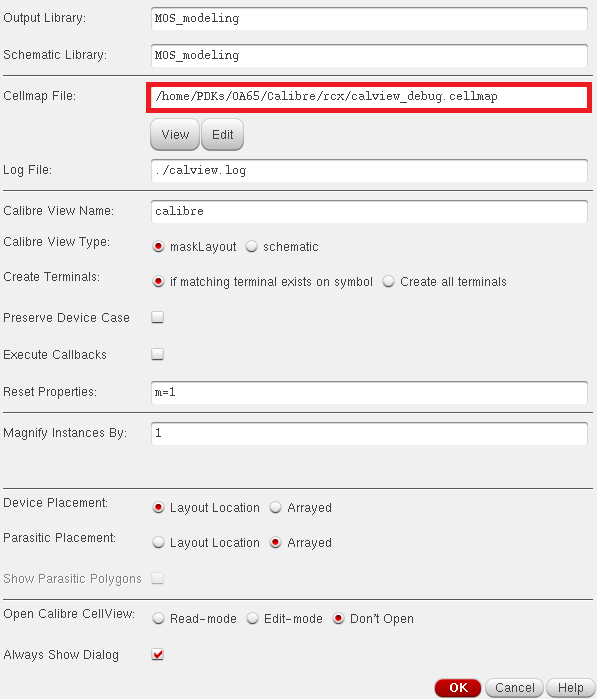 Output Library: MOS_modeling
Schematic Library: MOS_modeling
Cellmap File: /home/PDKs/OA65/Calibre/rcx/calview_debug.cellmap
View Edit
Log File: ./calview.log
Calibre View Name: calibre
Calibre View Type: maskLayout schematic
Create Terminals: if matching terminal exists on symbol Create all terminals
Preserve Device Case
Execute Callbacks
Reset Properties: m=1
Magnify Instances By: 1
Device Placement: Layout Location Arrayed
Parasitic Placement: Layout Location Arrayed
Show Parasitic Polygons
Open Calibre CellView: Read-mode Edit-mode Don't Open
Always Show Dialog
OK Cancel Help